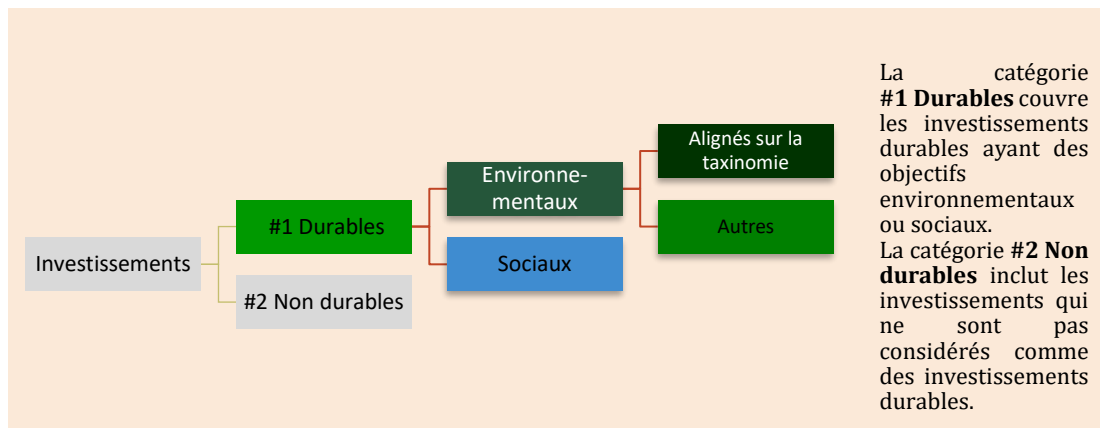 Investissements
#1 Durables
#2 Non durables
Environne-
mentaux
Sociaux
Alignés sur la
taxinomie
Autres
La catégorie
#1 Durables couvre
les investissements
durables ayant des
objectifs
environnementaux
ou sociaux.
La catégorie #2 Non
durables inclut les
investissements qui
ne sont pas
considérés comme
des investissements
durables.